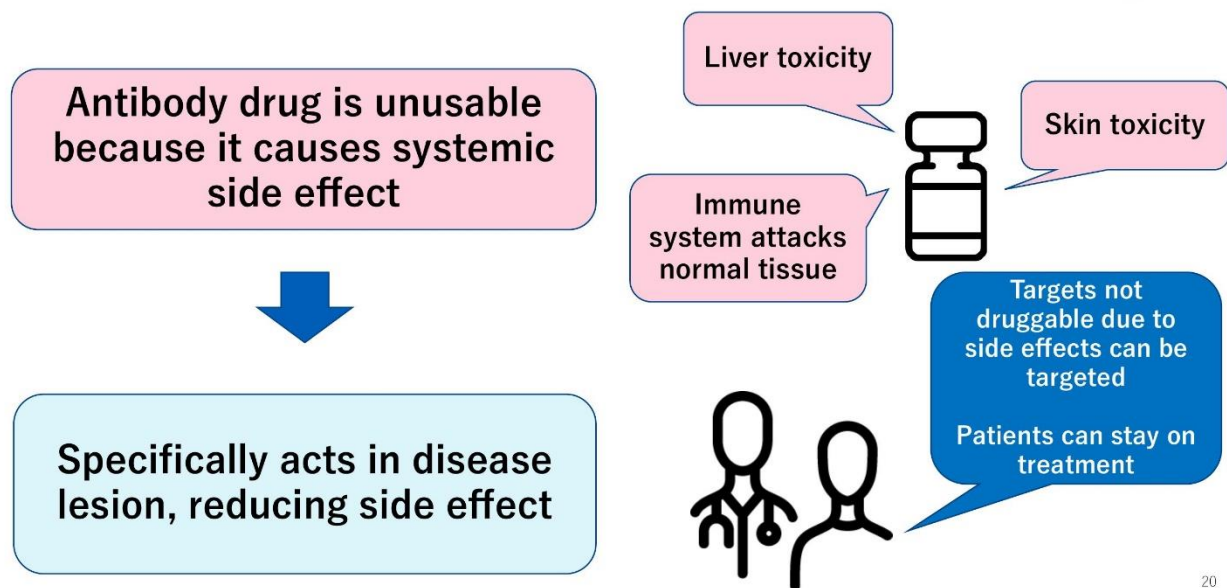 Antibody drug is unusable
because it causes systemic
side effect
Liver toxicity
Skin toxicity
Immune
system attacks
normal tissue
Specifically acts in disease
lesion, reducing side effect
Targets not
druggable due to
side effects can be
targeted
Patients can stay on
treatment
20